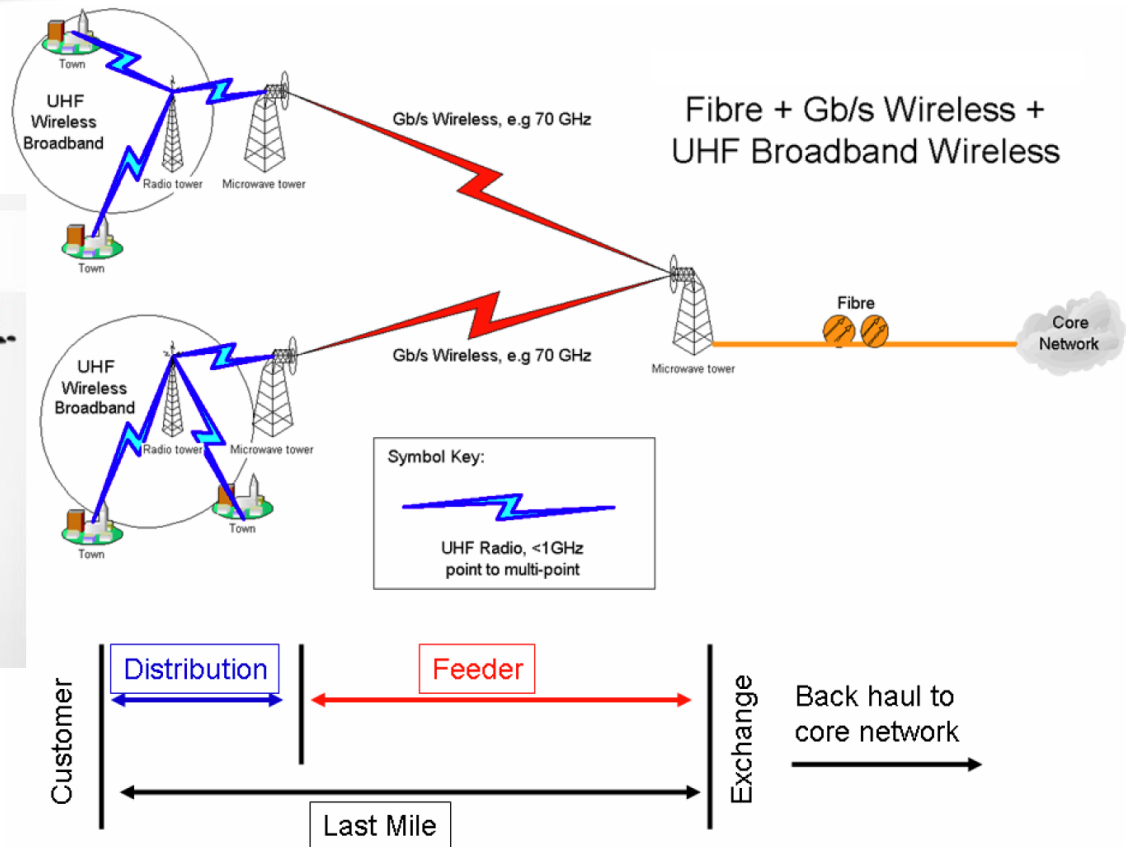 Fibre + Gb/s Wireless +
UHF Broadband Wireless
Town
UHF
Wireless
Broadband
Radio tower
Microwave tower
Town
Gb/s Wireless, e.g 70 GHz
Gb/s Wireless, e.g 70 GHz
Microwave tower
Fibre
Core
Network
UHF
Wireless
Broadband
Radio tower
Microwave tower
Town
Town
Symbol Key:
UHF Radio, <1GHz
point to multi-point
Customer
Distribution
Feeder
Last Mile
Exchange
Back haul to
core network